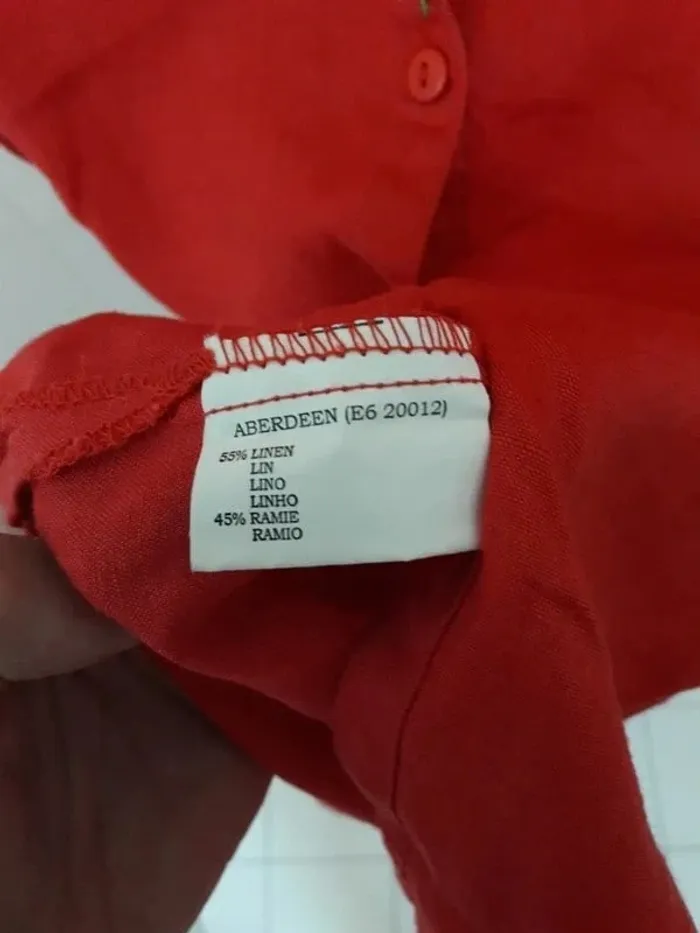 ABERDEEN (E6 20012)
55% LINEN
LIN
LINO
LINHO
45% RAMIE
RAMIO